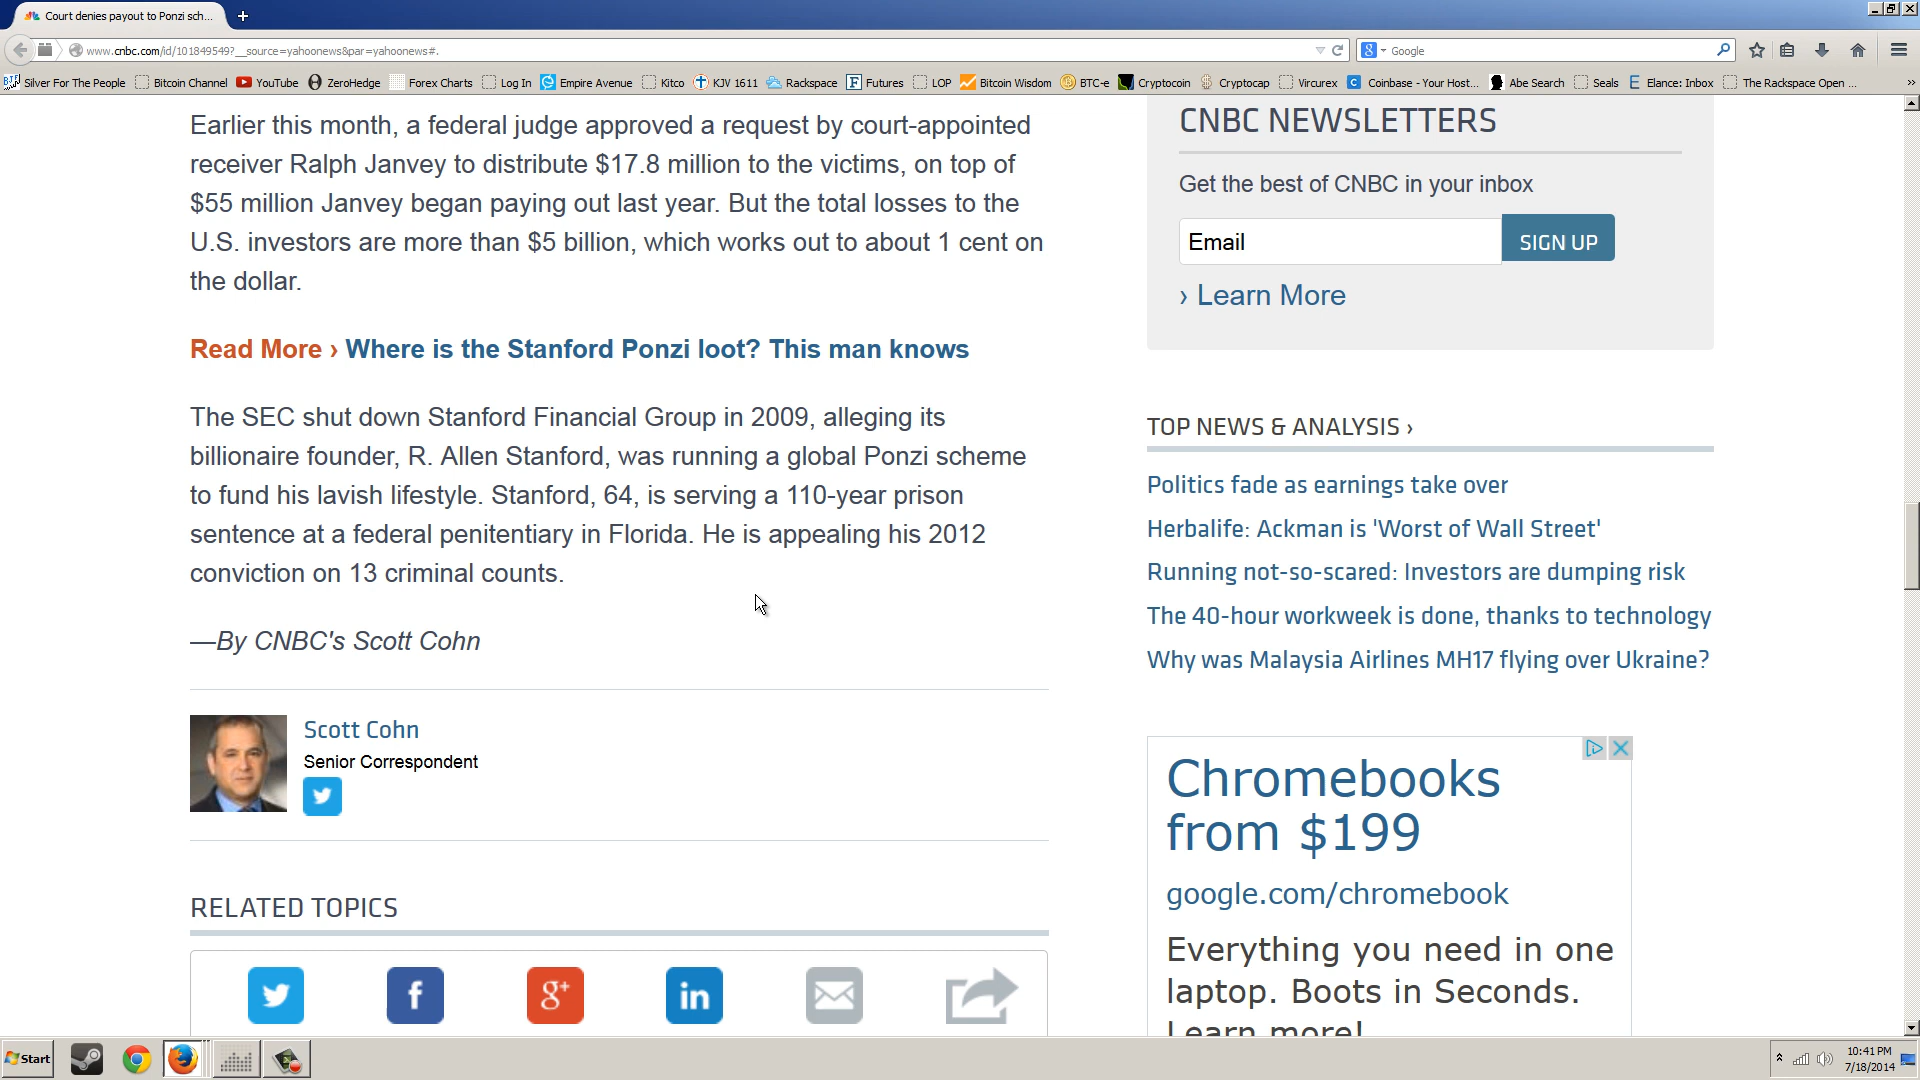 Court denies payout to Ponzi sch...
www.cnbc.com/id/101849549?__source=yahoonews&par=yahoonews#.
Google
Silver For The People
Bitcoin Channel
YouTube
ZeroHedge
Forex Charts
Log In
Empire Avenue
Kitco
KJV 1611
Rackspace
Futures
LOP
Bitcoin Wisdom
BTC-e
Cryptocoin
Cryptocap
Vircurex
Coinbase - Your Host...
Abe Search
Seals
Elance: Inbox
The Rackspace Open ...
Earlier this month, a federal judge approved a request by court-appointed
receiver Ralph Janvey to distribute $17.8 million to the victims, on top of
$55 million Janvey began paying out last year. But the total losses to the
U.S. investors are more than $5 billion, which works out to about 1 cent on
the dollar.
Read More › Where is the Stanford Ponzi loot? This man knows
The SEC shut down Stanford Financial Group in 2009, alleging its
billionaire founder, R. Allen Stanford, was running a global Ponzi scheme
to fund his lavish lifestyle. Stanford, 64, is serving a 110-year prison
sentence at a federal penitentiary in Florida. He is appealing his 2012
conviction on 13 criminal counts.
—By CNBC's Scott Cohn
Scott Cohn
Senior Correspondent
RELATED TOPICS
CNBC NEWSLETTERS
Get the best of CNBC in your inbox
Email
SIGN UP
› Learn More
TOP NEWS & ANALYSIS ›
Politics fade as earnings take over
Herbalife: Ackman is 'Worst of Wall Street'
Running not-so-scared: Investors are dumping risk
The 40-hour workweek is done, thanks to technology
Why was Malaysia Airlines MH17 flying over Ukraine?
Chromebooks
from $199
google.com/chromebook
Everything you need in one
laptop. Boots in Seconds.
Learn more!
Start
10:41 PM
7/18/2014